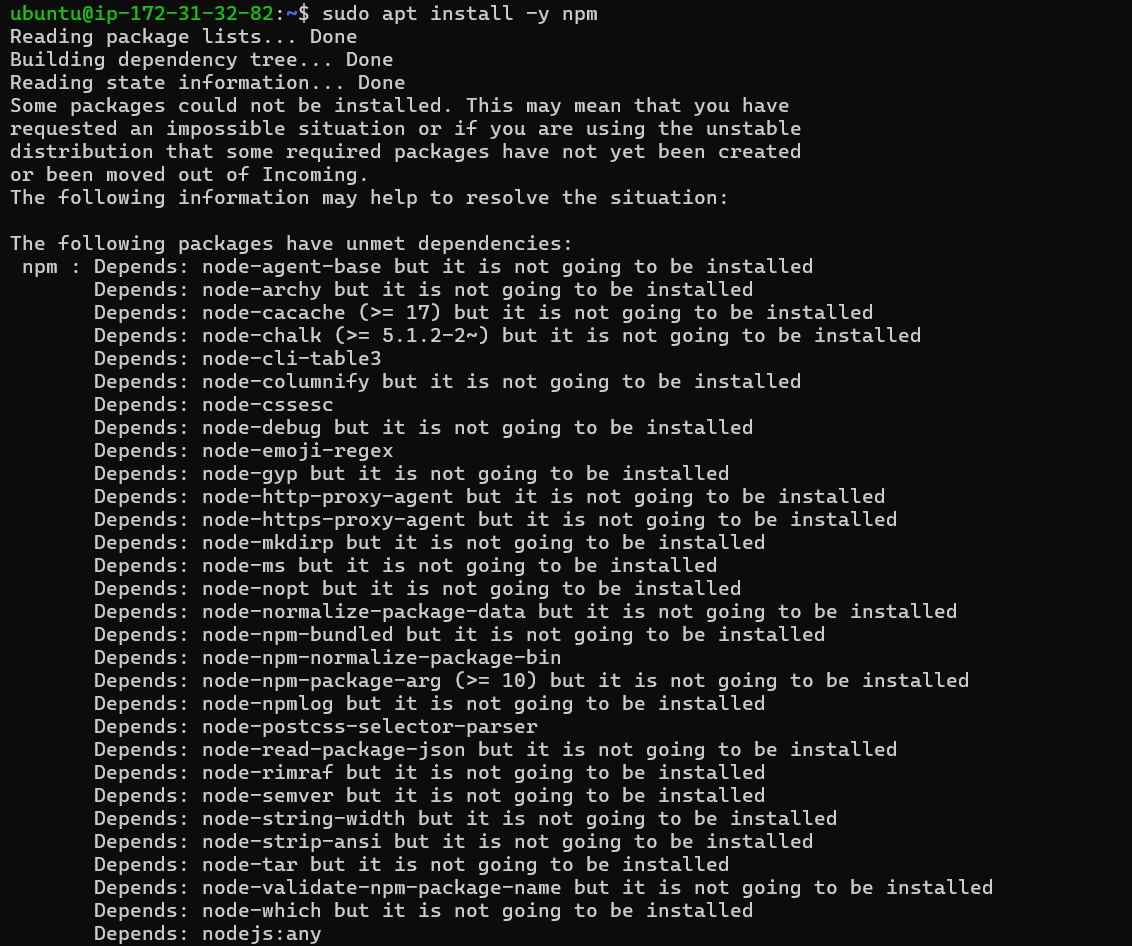 ubuntu@ip-172-31-32-82:~$ sudo apt install -y npm
Reading package lists... Done
Building dependency tree... Done
Reading state information... Done
Some packages could not be installed. This may mean that you have
requested an impossible situation or if you are using the unstable
distribution that some required packages have not yet been created
or been moved out of Incoming.
The following information may help to resolve the situation:

The following packages have unmet dependencies:
 npm : Depends: node-agent-base but it is not going to be installed
       Depends: node-archy but it is not going to be installed
       Depends: node-cacache (>= 17) but it is not going to be installed
       Depends: node-chalk (>= 5.1.2-2~) but it is not going to be installed
       Depends: node-cli-table3
       Depends: node-columnify but it is not going to be installed
       Depends: node-cssesc
       Depends: node-debug but it is not going to be installed
       Depends: node-emoji-regex
       Depends: node-gyp but it is not going to be installed
       Depends: node-http-proxy-agent but it is not going to be installed
       Depends: node-https-proxy-agent but it is not going to be installed
       Depends: node-mkdirp but it is not going to be installed
       Depends: node-ms but it is not going to be installed
       Depends: node-nopt but it is not going to be installed
       Depends: node-normalize-package-data but it is not going to be installed
       Depends: node-npm-bundled but it is not going to be installed
       Depends: node-npm-normalize-package-bin
       Depends: node-npm-package-arg (>= 10) but it is not going to be installed
       Depends: node-npmlog but it is not going to be installed
       Depends: node-postcss-selector-parser
       Depends: node-read-package-json but it is not going to be installed
       Depends: node-rimraf but it is not going to be installed
       Depends: node-semver but it is not going to be installed
       Depends: node-string-width but it is not going to be installed
       Depends: node-strip-ansi but it is not going to be installed
       Depends: node-tar but it is not going to be installed
       Depends: node-validate-npm-package-name but it is not going to be installed
       Depends: node-which but it is not going to be installed
       Depends: nodejs:any